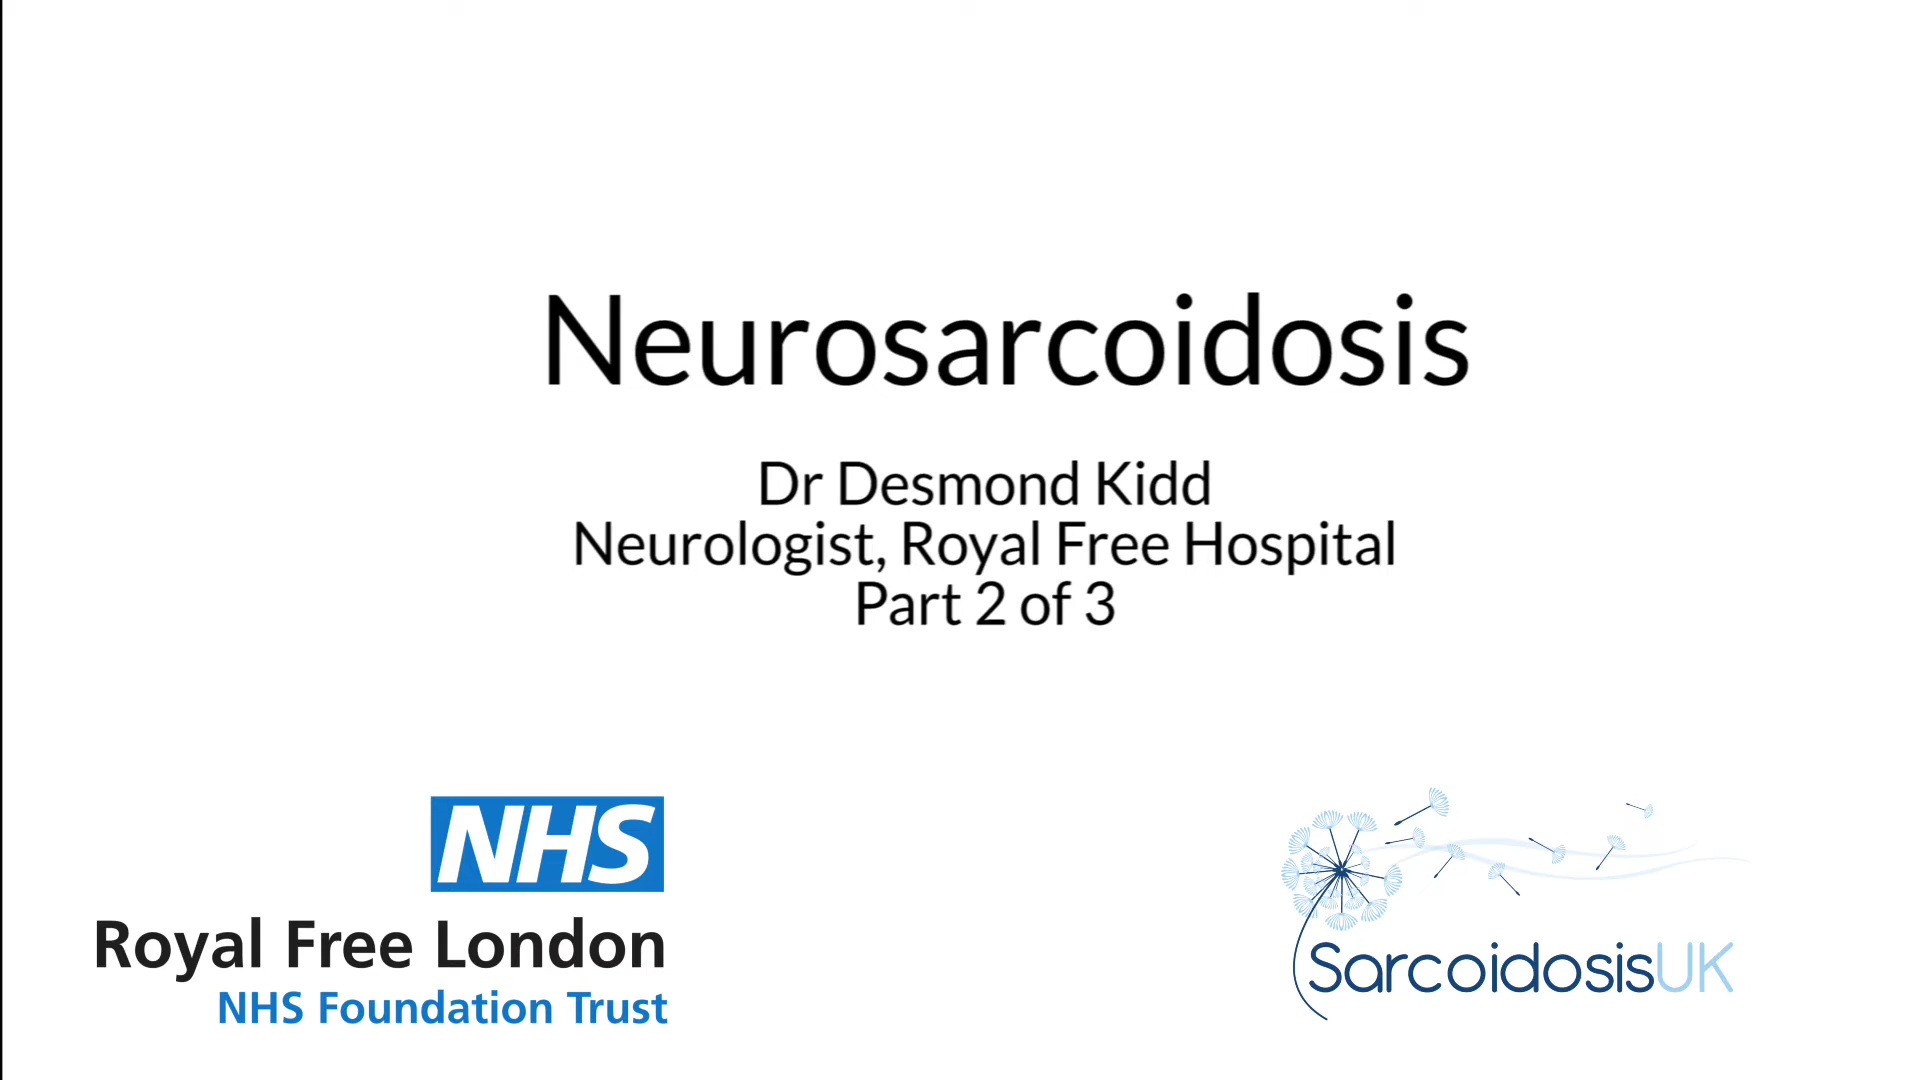 Neurosarcoidosis
Dr Desmond Kidd
Neurologist, Royal Free Hospital
Part 2 of 3
NHS
Royal Free London
NHS Foundation Trust
SarcoidosisUK